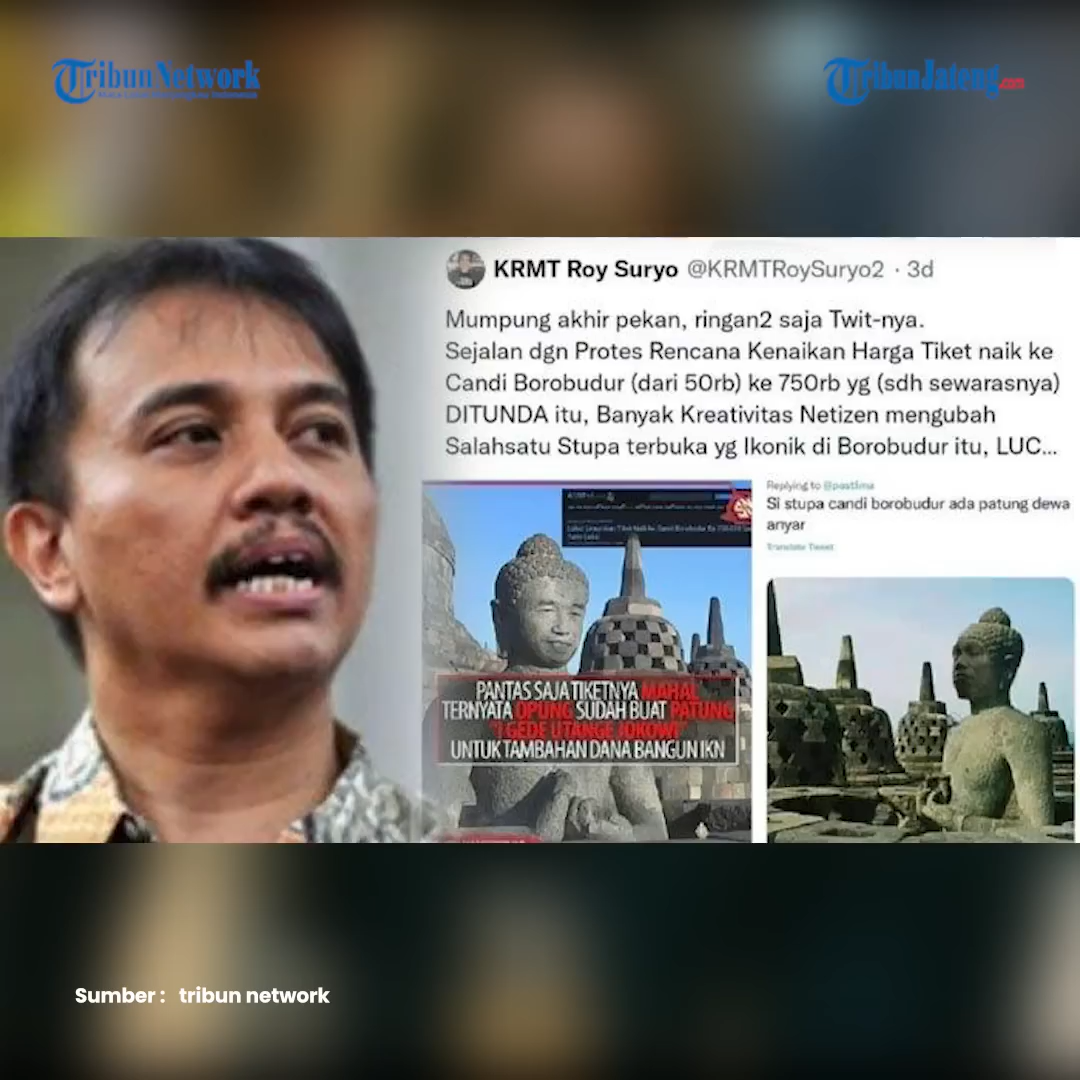 Tribun Network
TribunJateng.com
KRMT Roy Suryo @KRMTRoySuryo2 · 3d
Mumpung akhir pekan, ringan2 saja Twit-nya.
Sejalan dgn Protes Rencana Kenaikan Harga Tiket naik ke
Candi Borobudur (dari 50rb) ke 750rb yg (sdh sewarasnya)
DITUNDA itu, Banyak Kreativitas Netizen mengubah
Salahsatu Stupa terbuka yg Ikonik di Borobudur itu, LUC...
Replying to @pastima
Si stupa candi borobudur ada patung dewa
anyar
Translate Tweet
PANTAS SAJA TIKETNYA MAHAL
TERNYATA OPUNG SUDAH BUAT PATUNG
"I GEDE UTANGE JOKOWI"
UNTUK TAMBAHAN DANA BANGUN IKN
Sumber : tribun network